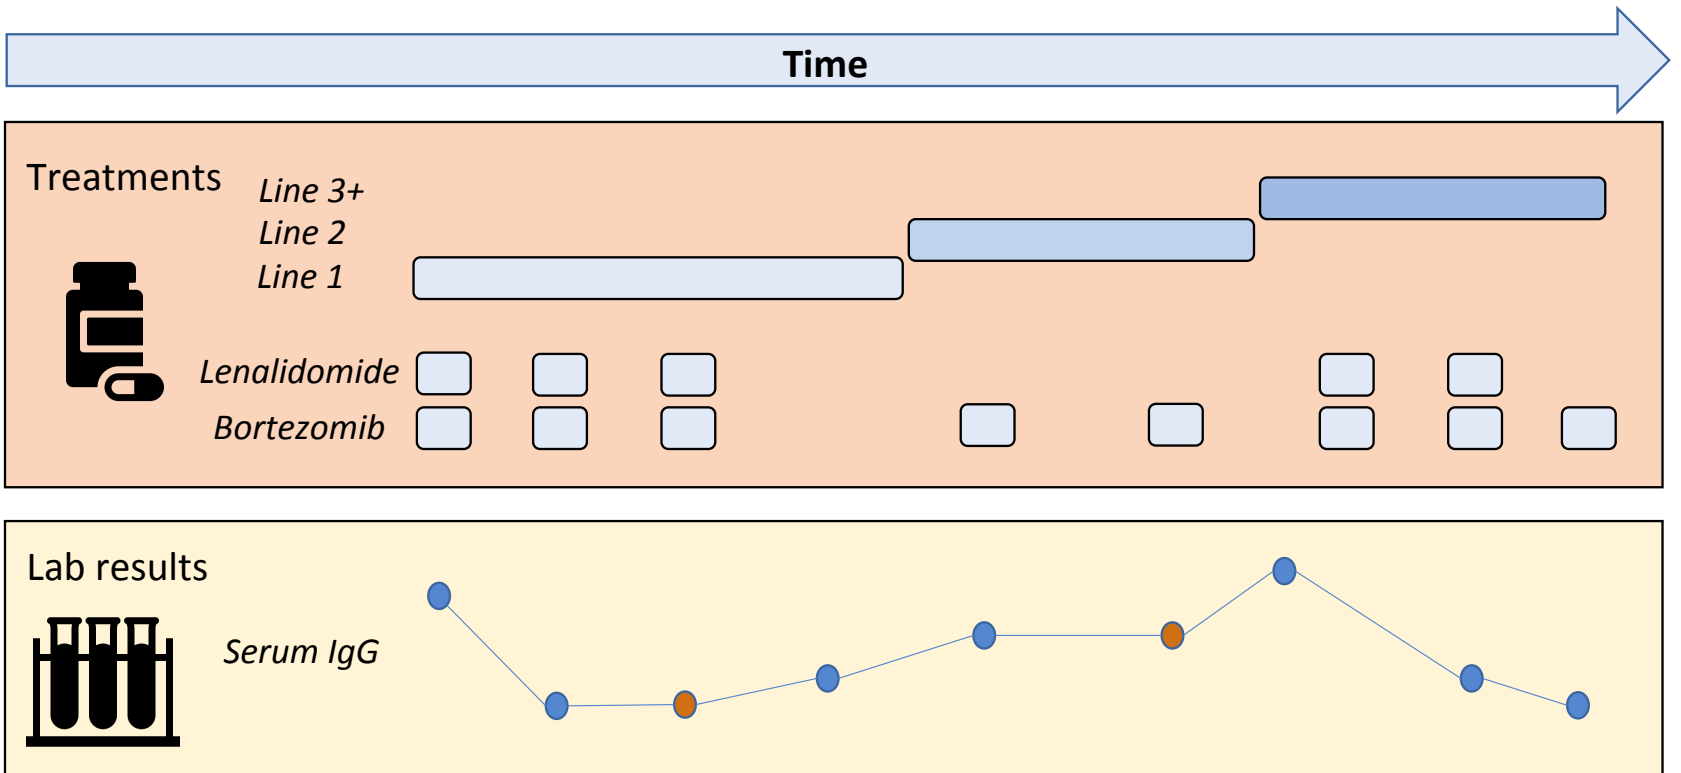 Time
Treatments
Line 3+
Line 2
Line 1
Lenalidomide
Bortezomib
Lab results
Serum IgG